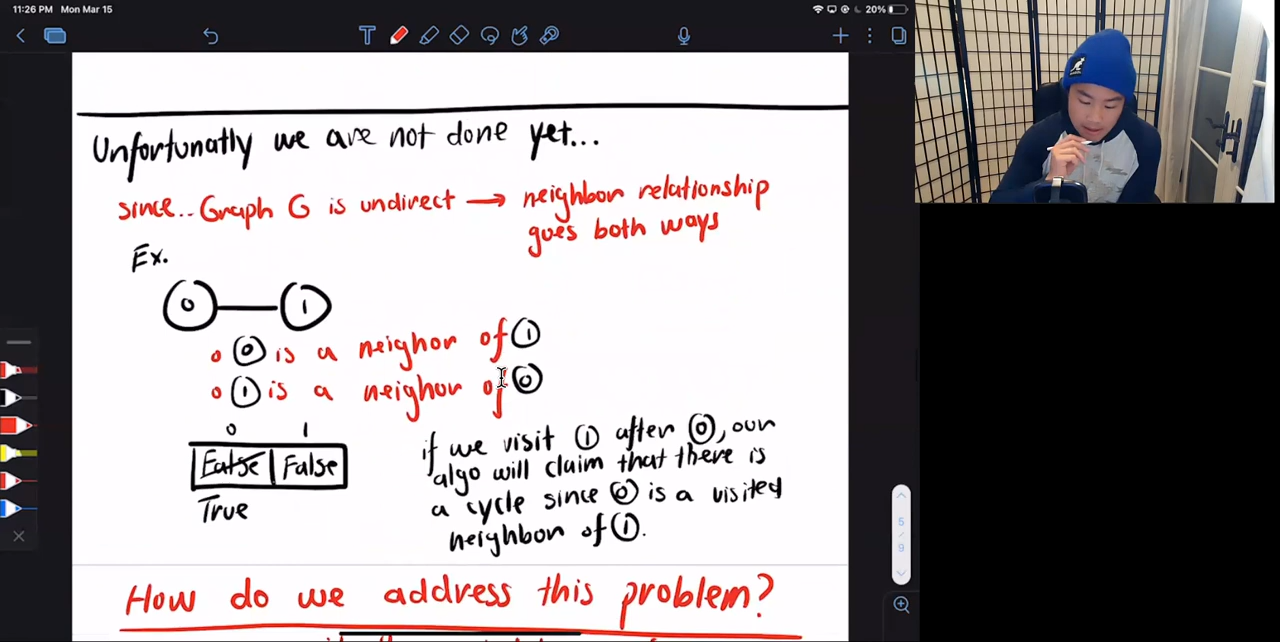 11:26 PM Mon Mar 15
20%
Unfortunatly we are not done yet...
since.. Graph G is undirect → neighbor relationship
goes both ways
Ex.
0 1
0 is a neighor of 1
1 is a neighor of 0
0 1
False False
True
if we visit 1 after 0, our
algo will claim that there is
a cycle since 0 is a visited
neighbor of 1.
How do we address this problem?
5
/
9